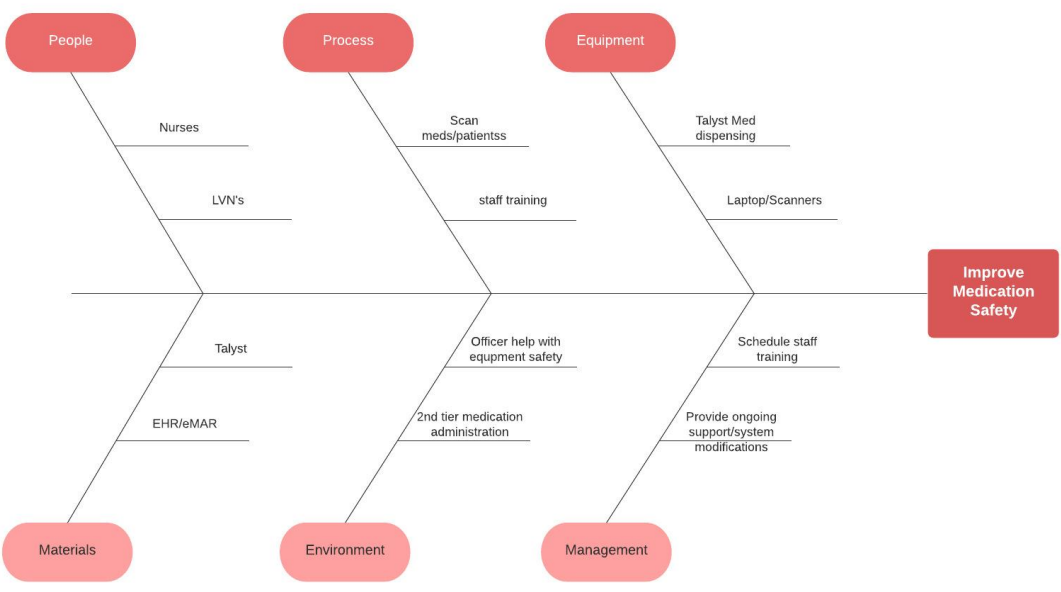 People
Process
Equipment
Nurses
Scan
meds/patientss
Talyst Med
dispensing
LVN's
staff training
Laptop/Scanners
Improve
Medication
Safety
Talyst
Officer help with
equpment safety
Schedule staff
training
EHR/eMAR
2nd tier medication
administration
Provide ongoing
support/system
modifications
Materials
Environment
Management